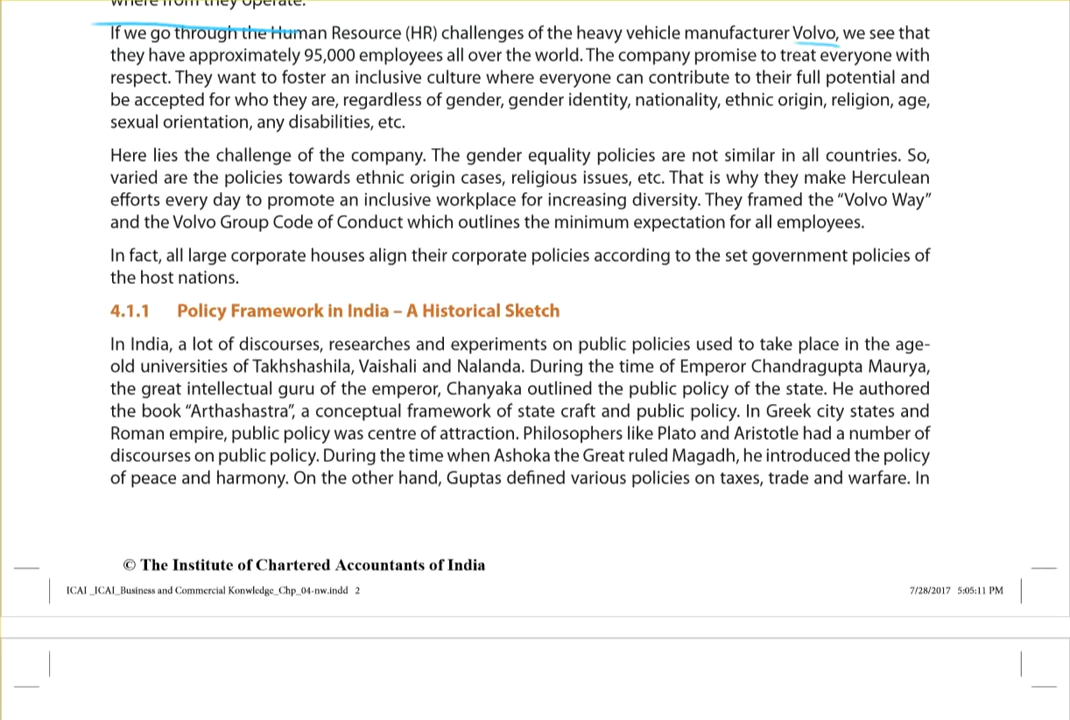 where from they operate.
If we go through the Human Resource (HR) challenges of the heavy vehicle manufacturer Volvo, we see that
they have approximately 95,000 employees all over the world. The company promise to treat everyone with
respect. They want to foster an inclusive culture where everyone can contribute to their full potential and
be accepted for who they are, regardless of gender, gender identity, nationality, ethnic origin, religion, age,
sexual orientation, any disabilities, etc.
Here lies the challenge of the company. The gender equality policies are not similar in all countries. So,
varied are the policies towards ethnic origin cases, religious issues, etc. That is why they make Herculean
efforts every day to promote an inclusive workplace for increasing diversity. They framed the “Volvo Way”
and the Volvo Group Code of Conduct which outlines the minimum expectation for all employees.
In fact, all large corporate houses align their corporate policies according to the set government policies of
the host nations.
4.1.1 Policy Framework in India – A Historical Sketch
In India, a lot of discourses, researches and experiments on public policies used to take place in the age-
old universities of Takhshashila, Vaishali and Nalanda. During the time of Emperor Chandragupta Maurya,
the great intellectual guru of the emperor, Chanyaka outlined the public policy of the state. He authored
the book “Arthashastra”, a conceptual framework of state craft and public policy. In Greek city states and
Roman empire, public policy was centre of attraction. Philosophers like Plato and Aristotle had a number of
discourses on public policy. During the time when Ashoka the Great ruled Magadh, he introduced the policy
of peace and harmony. On the other hand, Guptas defined various policies on taxes, trade and warfare. In
© The Institute of Chartered Accountants of India
ICAI _ICAI_Business and Commercial Konwledge_Chp_04-nw.indd 2 7/28/2017 5:05:11 PM